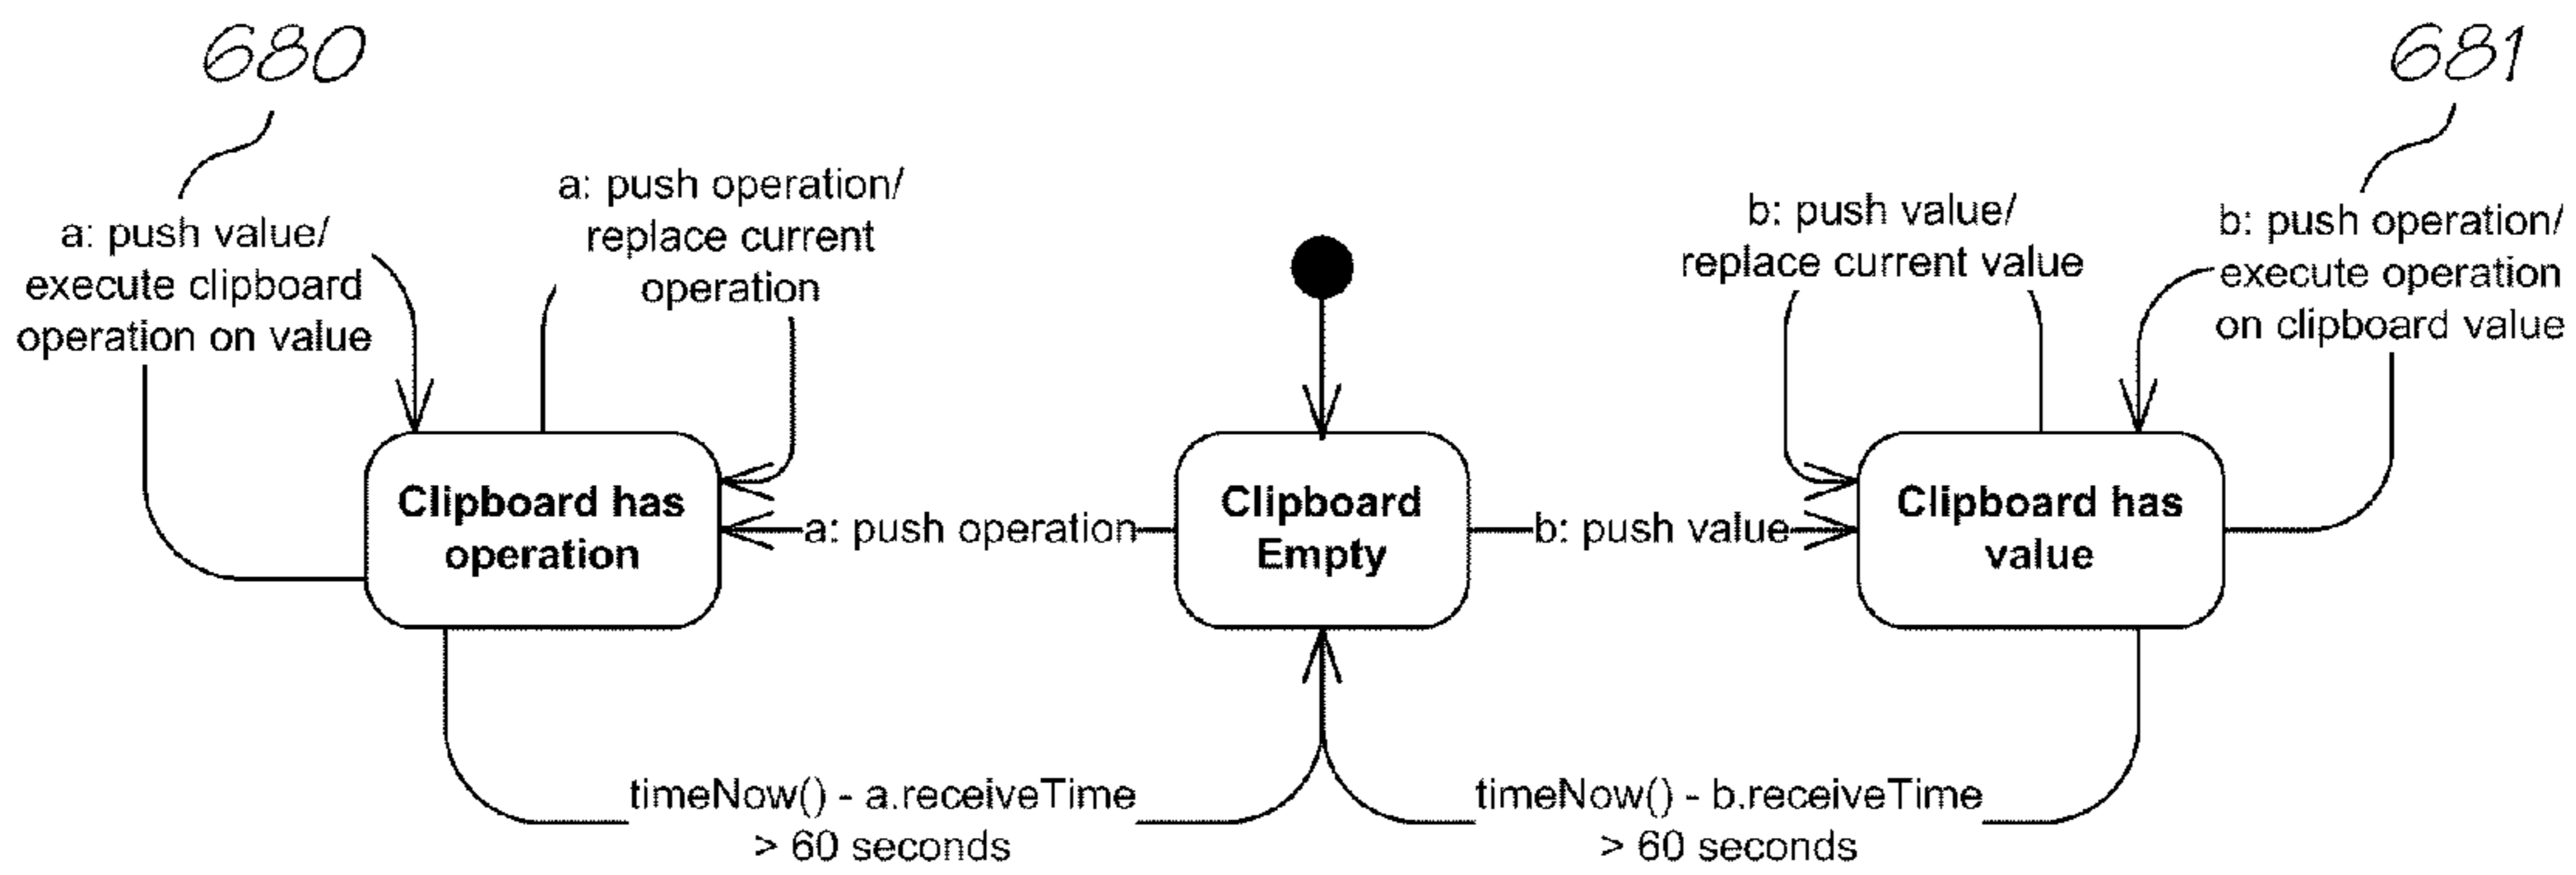 680
681
a: push value/
execute clipboard
operation on value
a: push operation/
replace current
operation
b: push value/
replace current value
b: push operation/
execute operation
on clipboard value
Clipboard has
operation
a: push operation
Clipboard
Empty
b: push value
Clipboard has
value
timeNow() - a.receiveTime
> 60 seconds
timeNow() - b.receiveTime
> 60 seconds